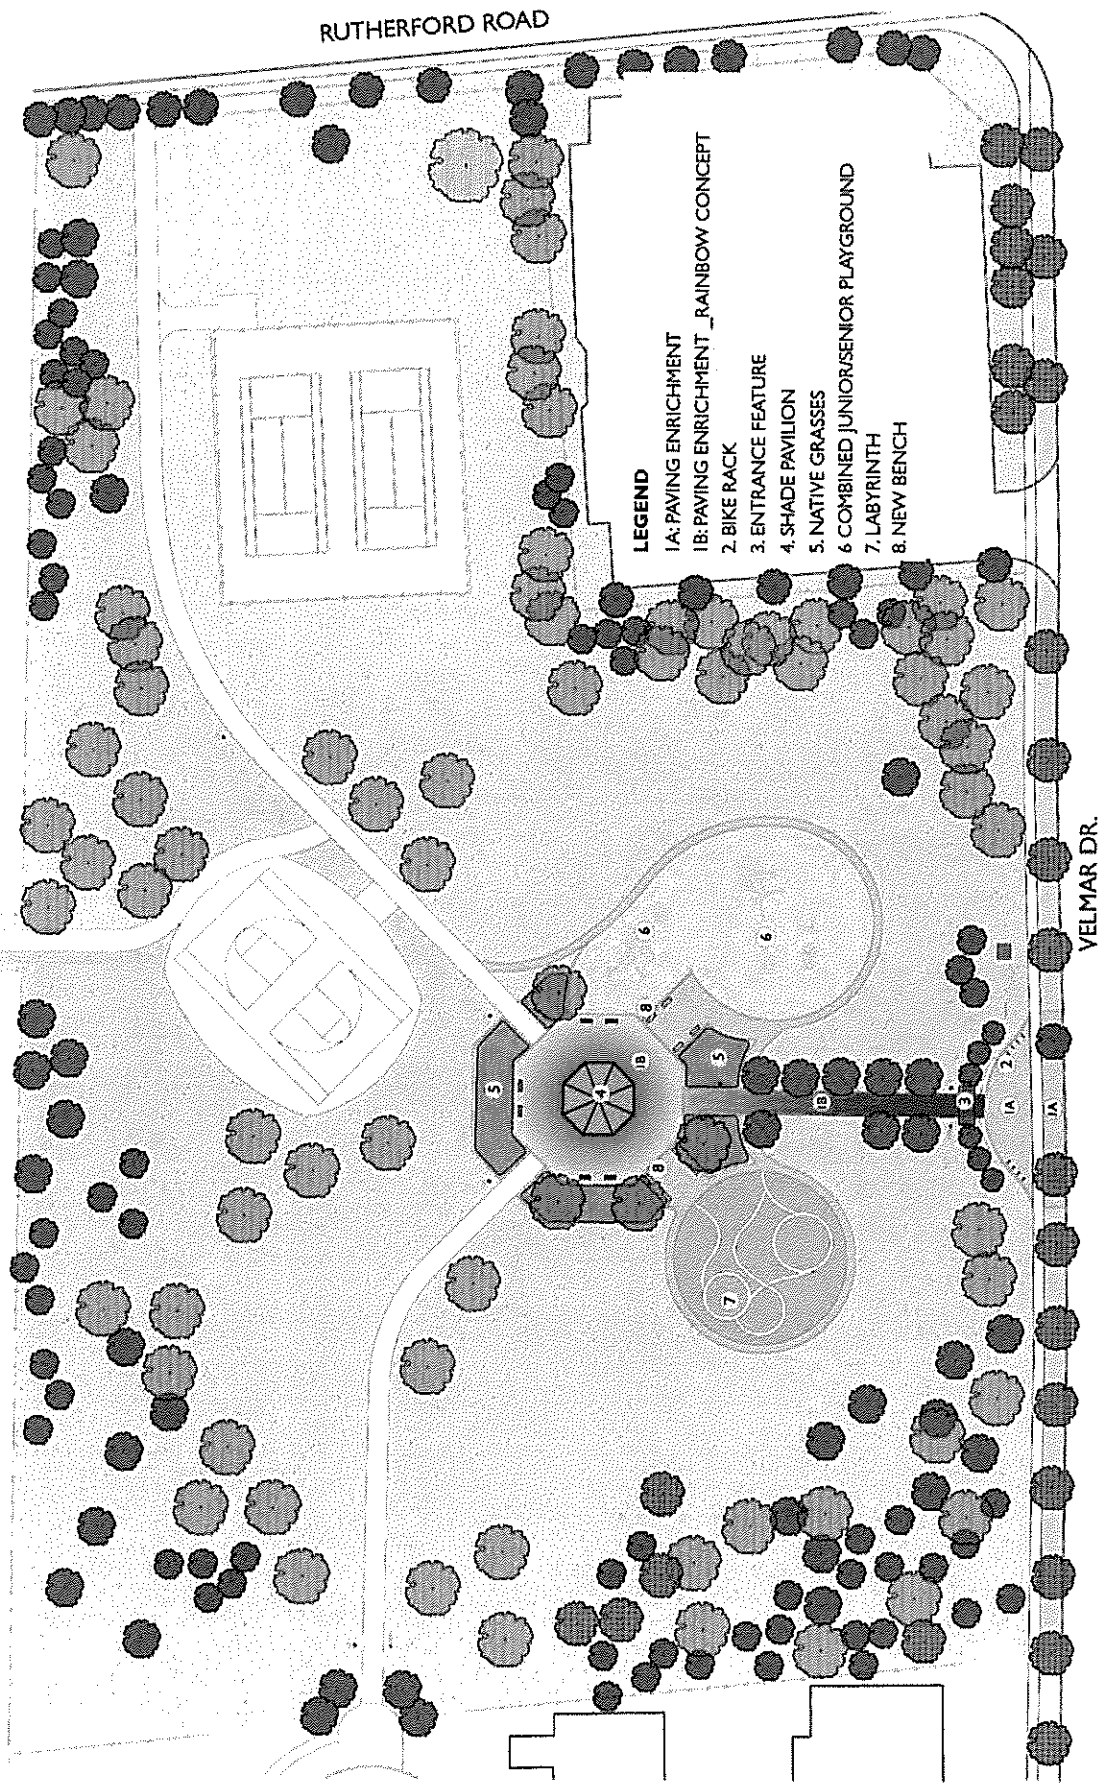 RUTHERFORD ROAD
LEGEND
1A: PAVING ENRICHMENT
1B: PAVING ENRICHMENT _RAINBOW CONCEPT
2. BIKE RACK
3. ENTRANCE FEATURE
4. SHADE PAVILION
5. NATIVE GRASSES
6 COMBINED JUNIOR/SENIOR PLAYGROUND
7. LABYRINTH
8. NEW BENCH
VELMAR DR.
6
6
8
5
1B
4
5
1B
3
2
1A
1A
8
7